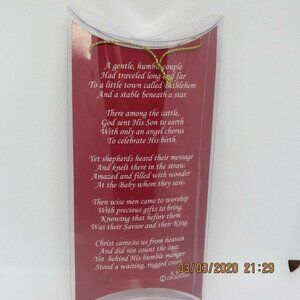 A gentle, humble couple
Had traveled long and far
To a little town called Bethlehem
And a stable beneath a star.
There among the cattle,
God sent His Son to earth
With only an angel chorus
To celebrate His birth.
Yet shepherds heard their message
And knelt there in the straw,
Amazed and filled with wonder
At the Baby whom they saw.
Then wise men came to worship
With precious gifts to bring,
Knowing that before them
Was their Savior and their King.
Christ came to us from heaven
And did not count the cost,
Yet behind His humble manger
Stood a waiting, rugged cross.
©
03/03/2020 21:29